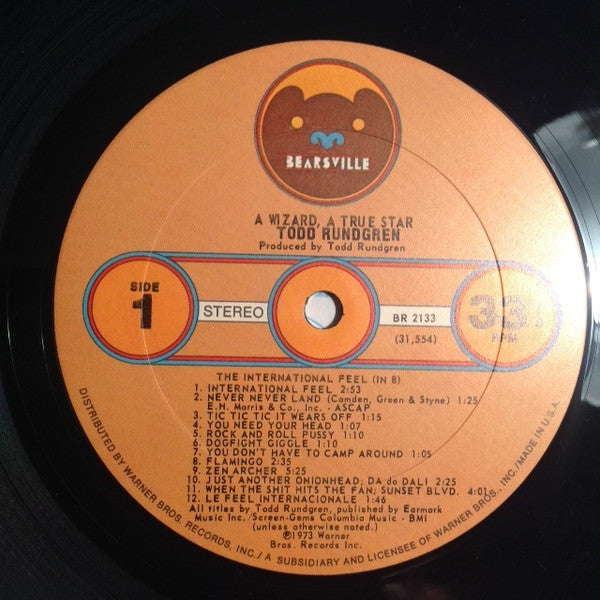 BEARSVILLE
A WIZARD, A TRUE STAR
TODD RUNDGREN
Produced by Todd Rundgren
SIDE
1
STEREO
BR 2133
(31,554)
33⅓
RPM
THE INTERNATIONAL FEEL (IN 8)
1. INTERNATIONAL FEEL 2:53
2. NEVER NEVER LAND (Comden, Green & Styne) 1:25
E.H. Morris & Co., Inc. - ASCAP
3. TIC TIC TIC IT WEARS OFF 1:15
4. YOU NEED YOUR HEAD 1:07
5. ROCK AND ROLL PUSSY 1:10
6. DOGFIGHT GIGGLE 1:10
7. YOU DON'T HAVE TO CAMP AROUND 1:05
8. FLAMINGO 2:35
9. ZEN ARCHER 5:25
10. JUST ANOTHER ONIONHEAD; DA do DALI 2:25
11. WHEN THE SHIT HITS THE FAN; SUNSET BLVD. 4:01
12. LE FEEL INTERNACIONALE 1:46
All titles by Todd Rundgren, published by Earmark
Music Inc./Screen-Gems Columbia Music - BMI
(unless otherwise noted.)
℗1973 Warner
Bros. Records Inc.
DISTRIBUTED BY WARNER BROS. RECORDS, INC./A SUBSIDIARY AND LICENSEE OF WARNER BROS., INC./MADE IN U.S.A.